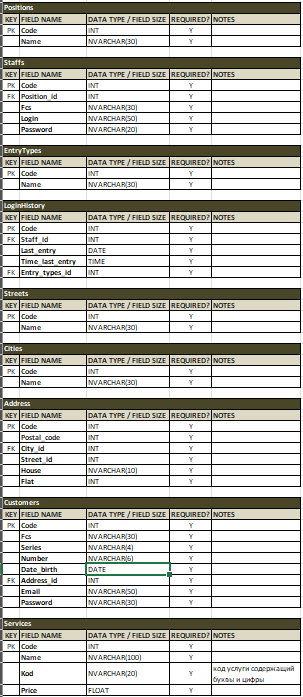 Positions
KEY FIELD NAME DATA TYPE / FIELD SIZE REQUIRED? NOTES
PK Code INT Y
Name NVARCHAR(30) Y
Staffs
KEY FIELD NAME DATA TYPE / FIELD SIZE REQUIRED? NOTES
PK Code INT Y
FK Position_id INT Y
Fcs NVARCHAR(30) Y
Login NVARCHAR(50) Y
Password NVARCHAR(20) Y
EntryTypes
KEY FIELD NAME DATA TYPE / FIELD SIZE REQUIRED? NOTES
PK Code INT Y
Name NVARCHAR(30) Y
LoginHistory
KEY FIELD NAME DATA TYPE / FIELD SIZE REQUIRED? NOTES
PK Code INT Y
FK Staff_id INT Y
Last_entry DATE Y
Time_last_entry TIME Y
FK Entry_types_id INT Y
Streets
KEY FIELD NAME DATA TYPE / FIELD SIZE REQUIRED? NOTES
PK Code INT Y
Name NVARCHAR(30) Y
Cities
KEY FIELD NAME DATA TYPE / FIELD SIZE REQUIRED? NOTES
PK Code INT Y
Name NVARCHAR(30) Y
Address
KEY FIELD NAME DATA TYPE / FIELD SIZE REQUIRED? NOTES
PK Code INT Y
Postal_code INT Y
FK City_id INT Y
Street_id INT Y
House NVARCHAR(10) Y
Flat INT Y
Customers
KEY FIELD NAME DATA TYPE / FIELD SIZE REQUIRED? NOTES
PK Code INT Y
Fcs NVARCHAR(30) Y
Series NVARCHAR(4) Y
Number NVARCHAR(6) Y
Date_birth DATE Y
FK Address_id INT Y
Email NVARCHAR(50) Y
Password NVARCHAR(30) Y
Services
KEY FIELD NAME DATA TYPE / FIELD SIZE REQUIRED? NOTES
PK Code INT Y
Name NVARCHAR(100) Y
Kod NVARCHAR(20) Y код услуги содержащий
буквы и цифры
Price FLOAT Y